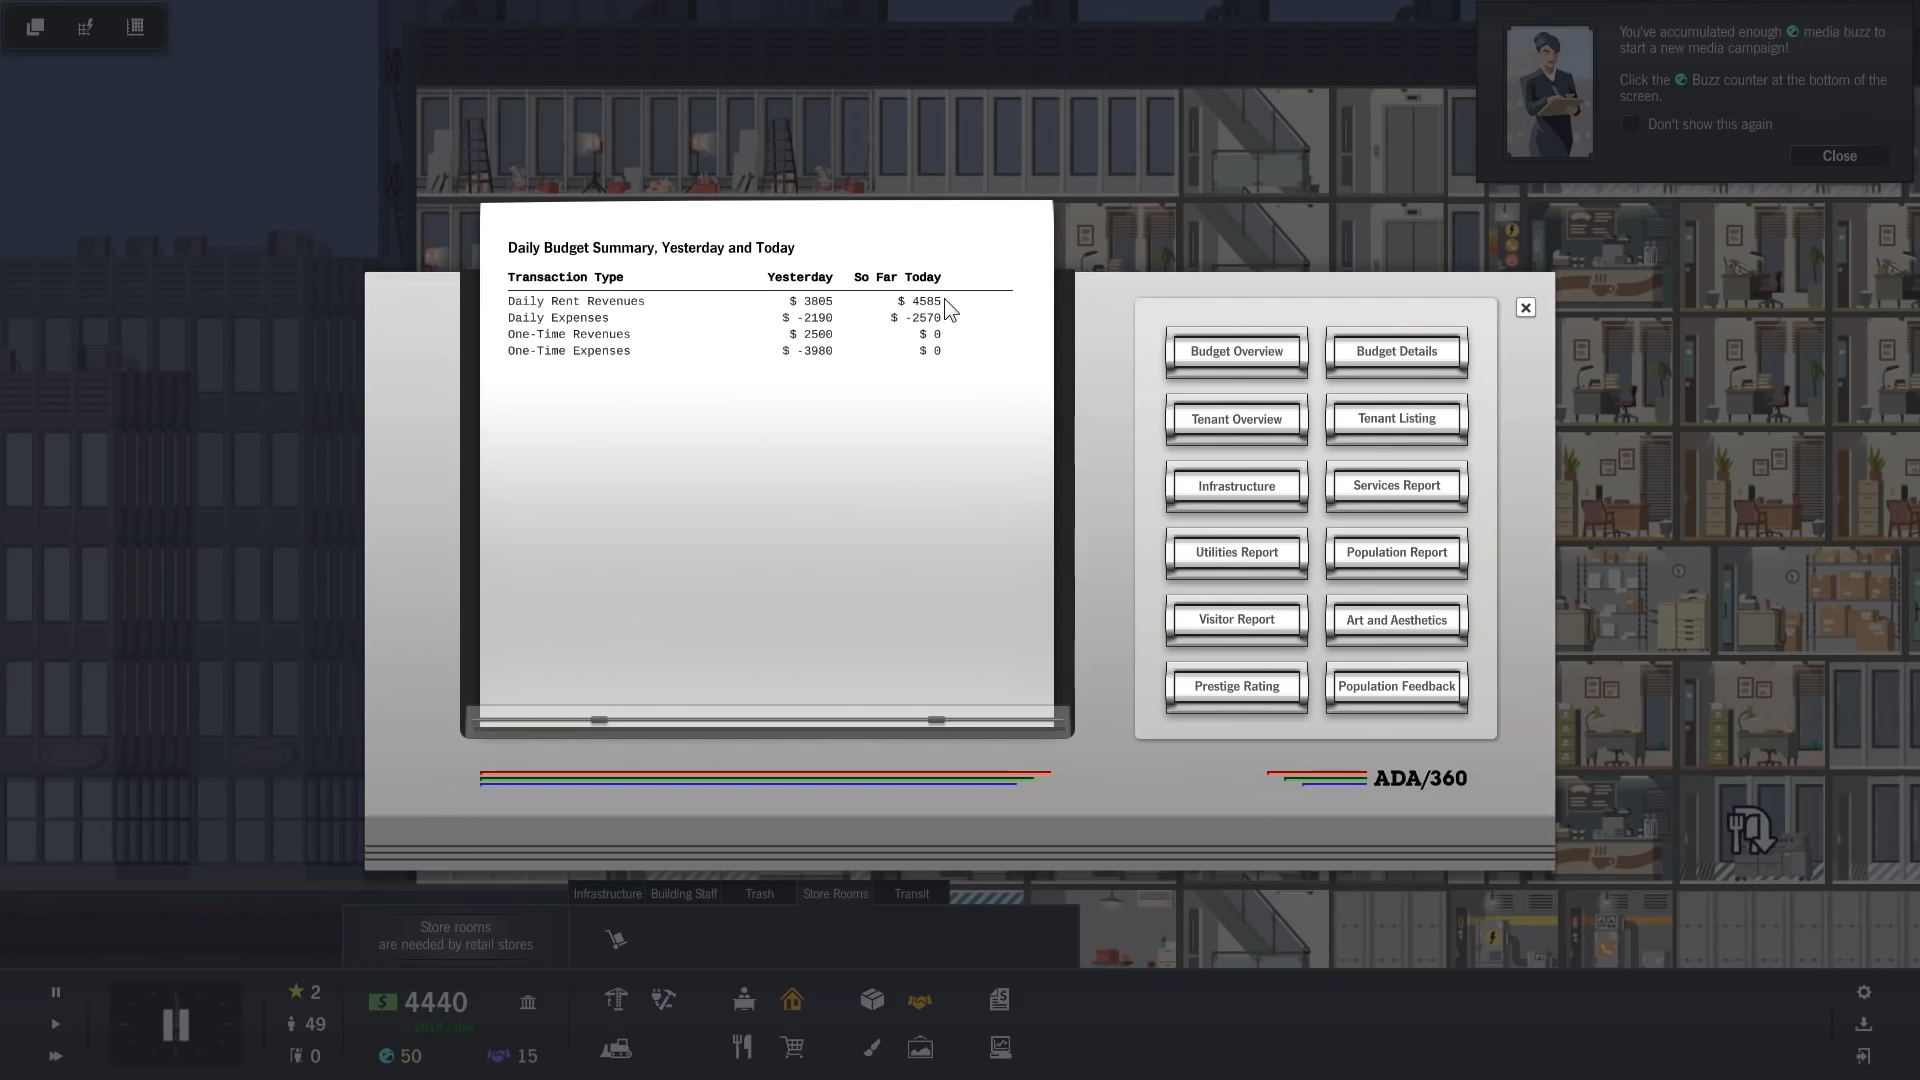 You've accumulated enough media buzz to
start a new media campaign!
Click the Buzz counter at the bottom of the
screen.
Don't show this again
Close
Daily Budget Summary, Yesterday and Today
Transaction Type Yesterday So Far Today
Daily Rent Revenues $ 3805 $ 4585
Daily Expenses $ -2190 $ -2570
One-Time Revenues $ 2500 $ 0
One-Time Expenses $ -3980 $ 0
Budget Overview Budget Details
Tenant Overview Tenant Listing
Infrastructure Services Report
Utilities Report Population Report
Visitor Report Art and Aesthetics
Prestige Rating Population Feedback
ADA/360
Infrastructure Building Staff Trash Store Rooms Transit
Store rooms
are needed by retail stores
2
$ 4440
49
+ 2015 / day
0
50
15